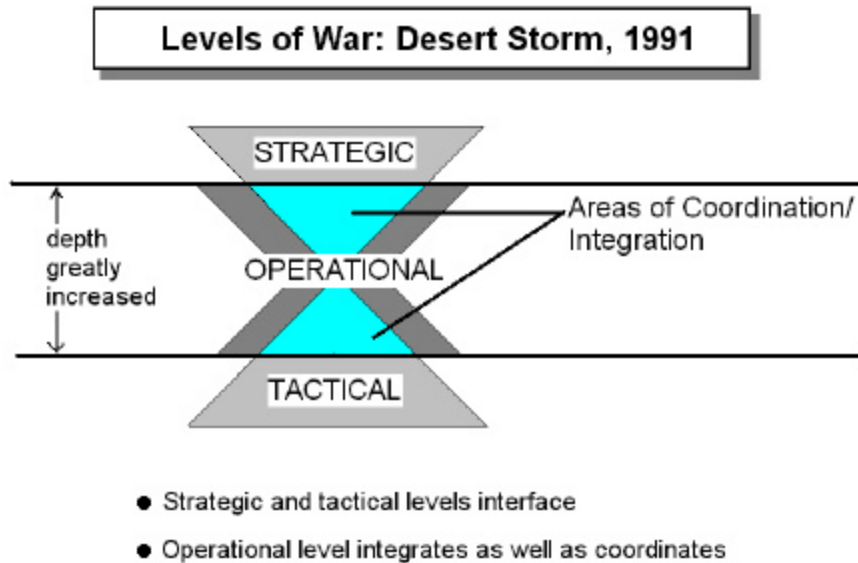 Levels of War: Desert Storm, 1991
STRATEGIC
depth
greatly
increased
Areas of Coordination/
Integration
OPERATIONAL
TACTICAL
● Strategic and tactical levels interface
● Operational level integrates as well as coordinates